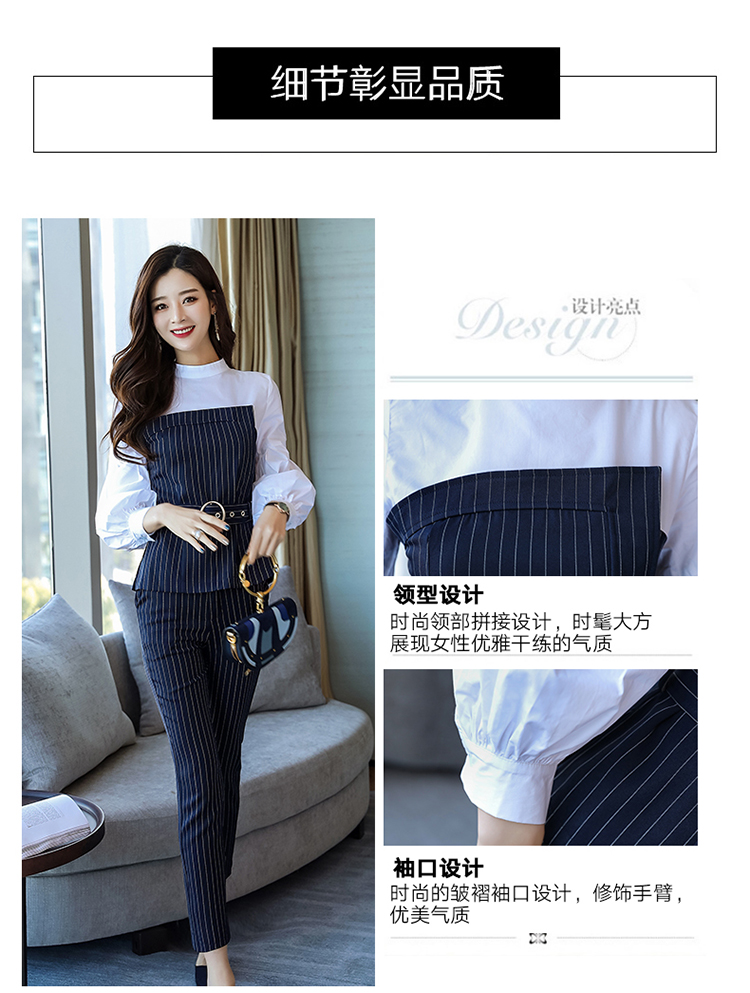 细节彰显品质
Design
设计亮点
领型设计
时尚领部拼接设计，时髦大方
展现女性优雅干练的气质
袖口设计
时尚的皱褶袖口设计，修饰手臂，
优美气质